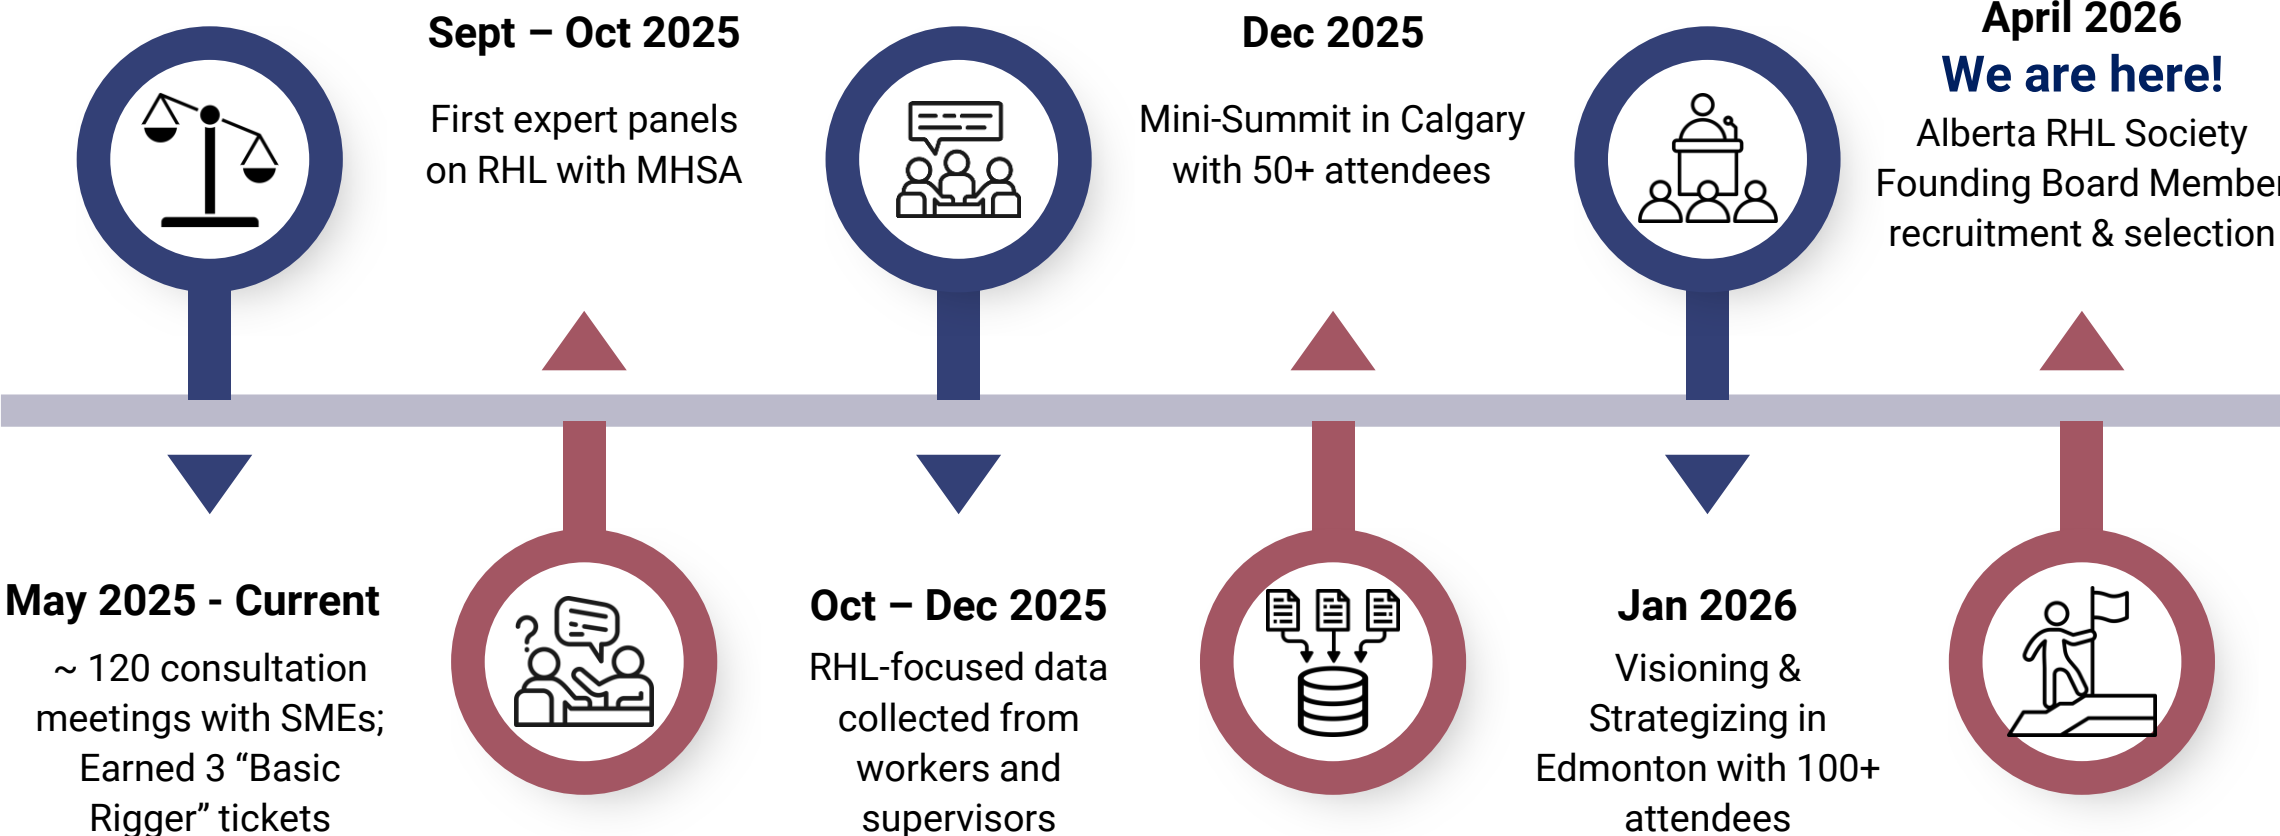 May 2025 - Current
~ 120 consultation
meetings with SMEs;
Earned 3 “Basic
Rigger” tickets
Sept – Oct 2025
First expert panels
on RHL with MHSA
?
Oct – Dec 2025
RHL-focused data
collected from
workers and
supervisors
Dec 2025
Mini-Summit in Calgary
with 50+ attendees
Jan 2026
Visioning &
Strategizing in
Edmonton with 100+
attendees
April 2026
We are here!
Alberta RHL Society
Founding Board Member
recruitment & selection